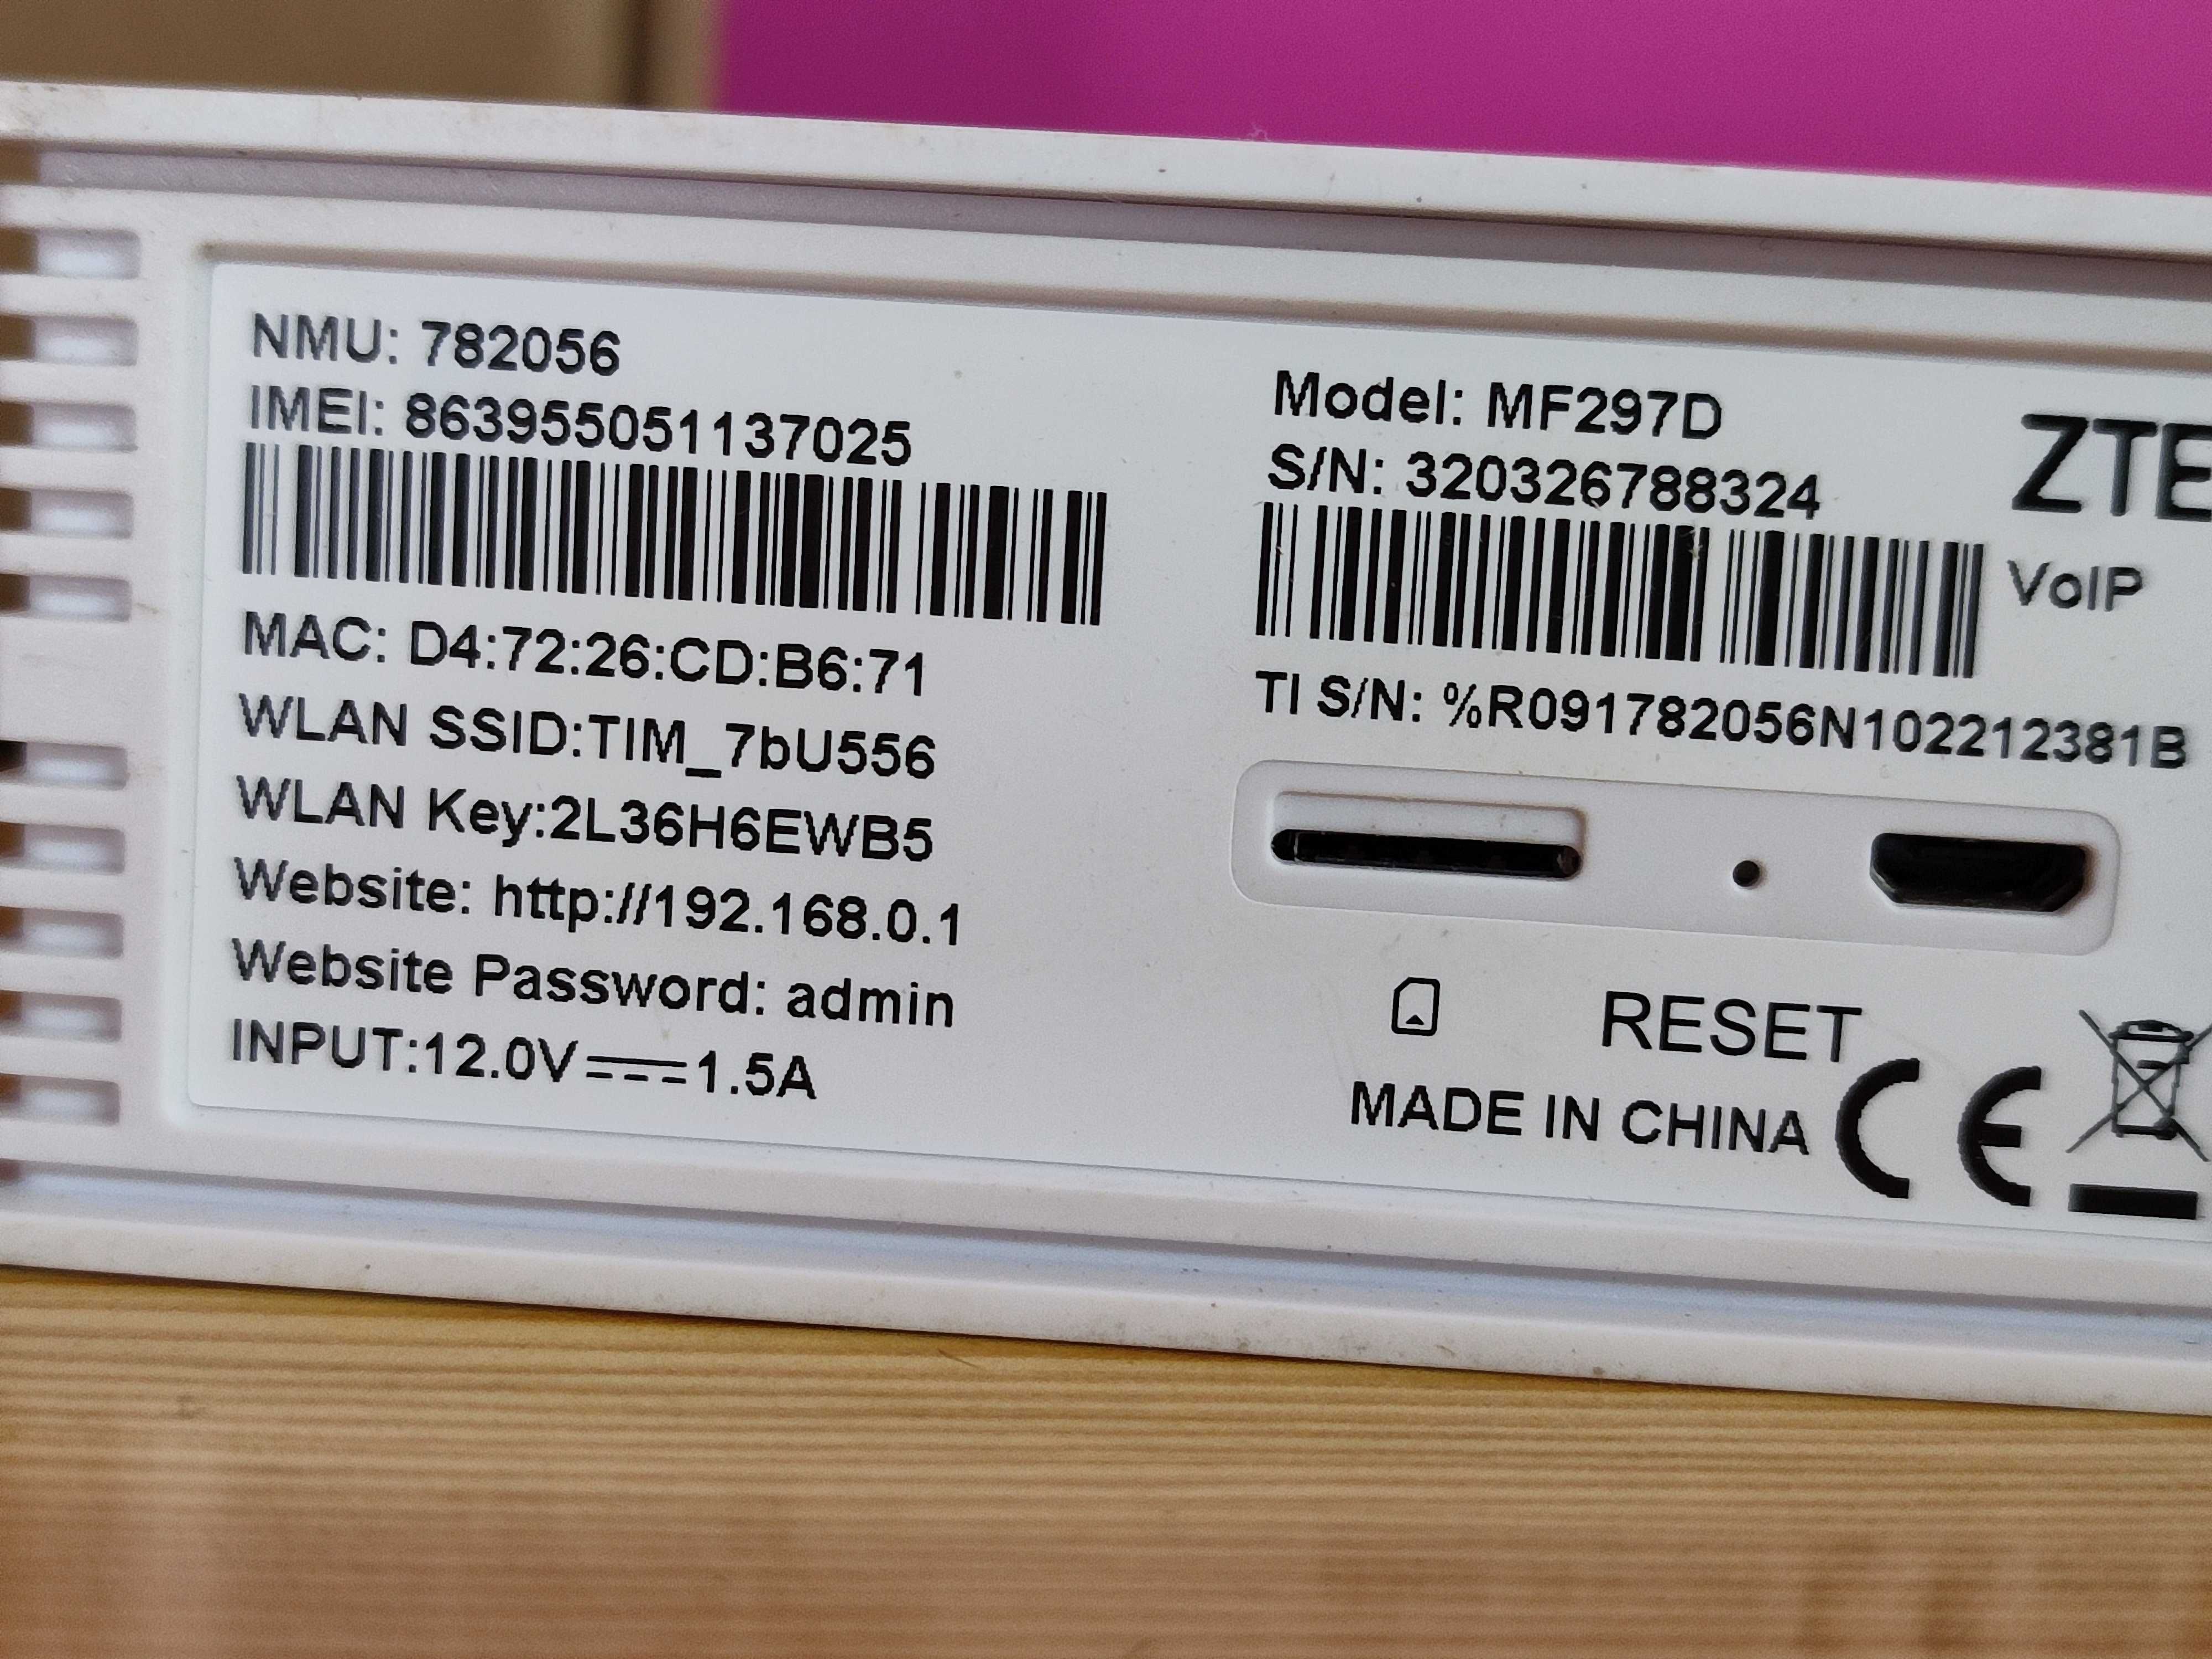 NMU: 782056
IMEI: 863955051137025
MAC: D4:72:26:CD:B6:71
WLAN SSID:TIM_7bU556
WLAN Key:2L36H6EWB5
Website: http://192.168.0.1
Website Password: admin
INPUT:12.0V⎓1.5A
Model: MF297D
S/N: 320326788324
ZTE
VoIP
TI S/N: %R091782056N102212381B
RESET
MADE IN CHINA
CE